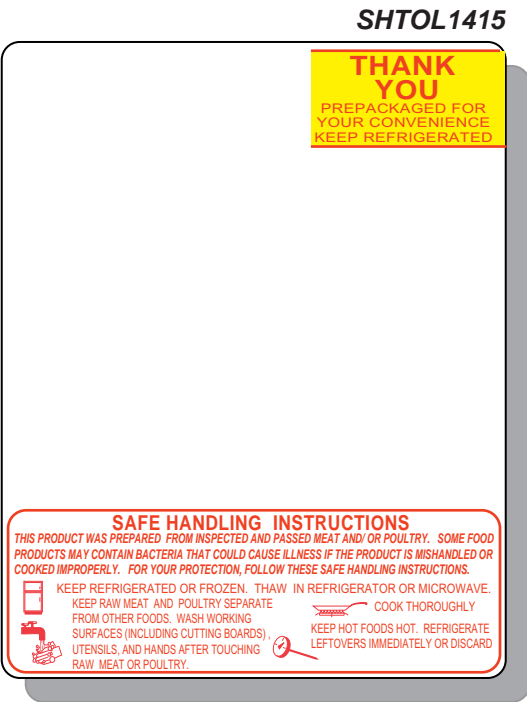 SHTOL1415
THANK
YOU
PREPACKAGED FOR
YOUR CONVENIENCE
KEEP REFRIGERATED
SAFE HANDLING INSTRUCTIONS
THIS PRODUCT WAS PREPARED FROM INSPECTED AND PASSED MEAT AND/ OR POULTRY. SOME FOOD
PRODUCTS MAY CONTAIN BACTERIA THAT COULD CAUSE ILLNESS IF THE PRODUCT IS MISHANDLED OR
COOKED IMPROPERLY. FOR YOUR PROTECTION, FOLLOW THESE SAFE HANDLING INSTRUCTIONS.
KEEP REFRIGERATED OR FROZEN. THAW IN REFRIGERATOR OR MICROWAVE.
KEEP RAW MEAT AND POULTRY SEPARATE
FROM OTHER FOODS. WASH WORKING
SURFACES (INCLUDING CUTTING BOARDS) ,
UTENSILS, AND HANDS AFTER TOUCHING
RAW MEAT OR POULTRY.
COOK THOROUGHLY
KEEP HOT FOODS HOT. REFRIGERATE
LEFTOVERS IMMEDIATELY OR DISCARD